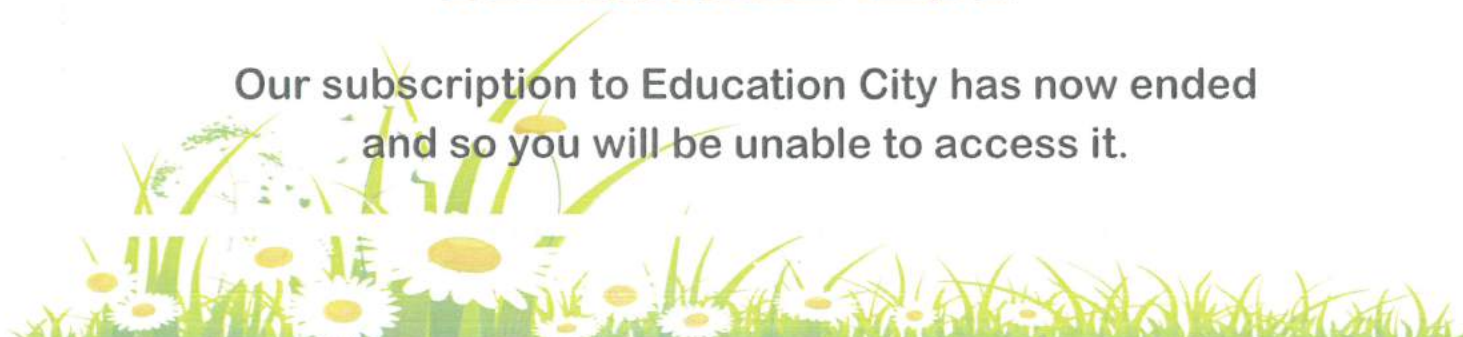 Our subscription to Education City has now ended
and so you will be unable to access it.